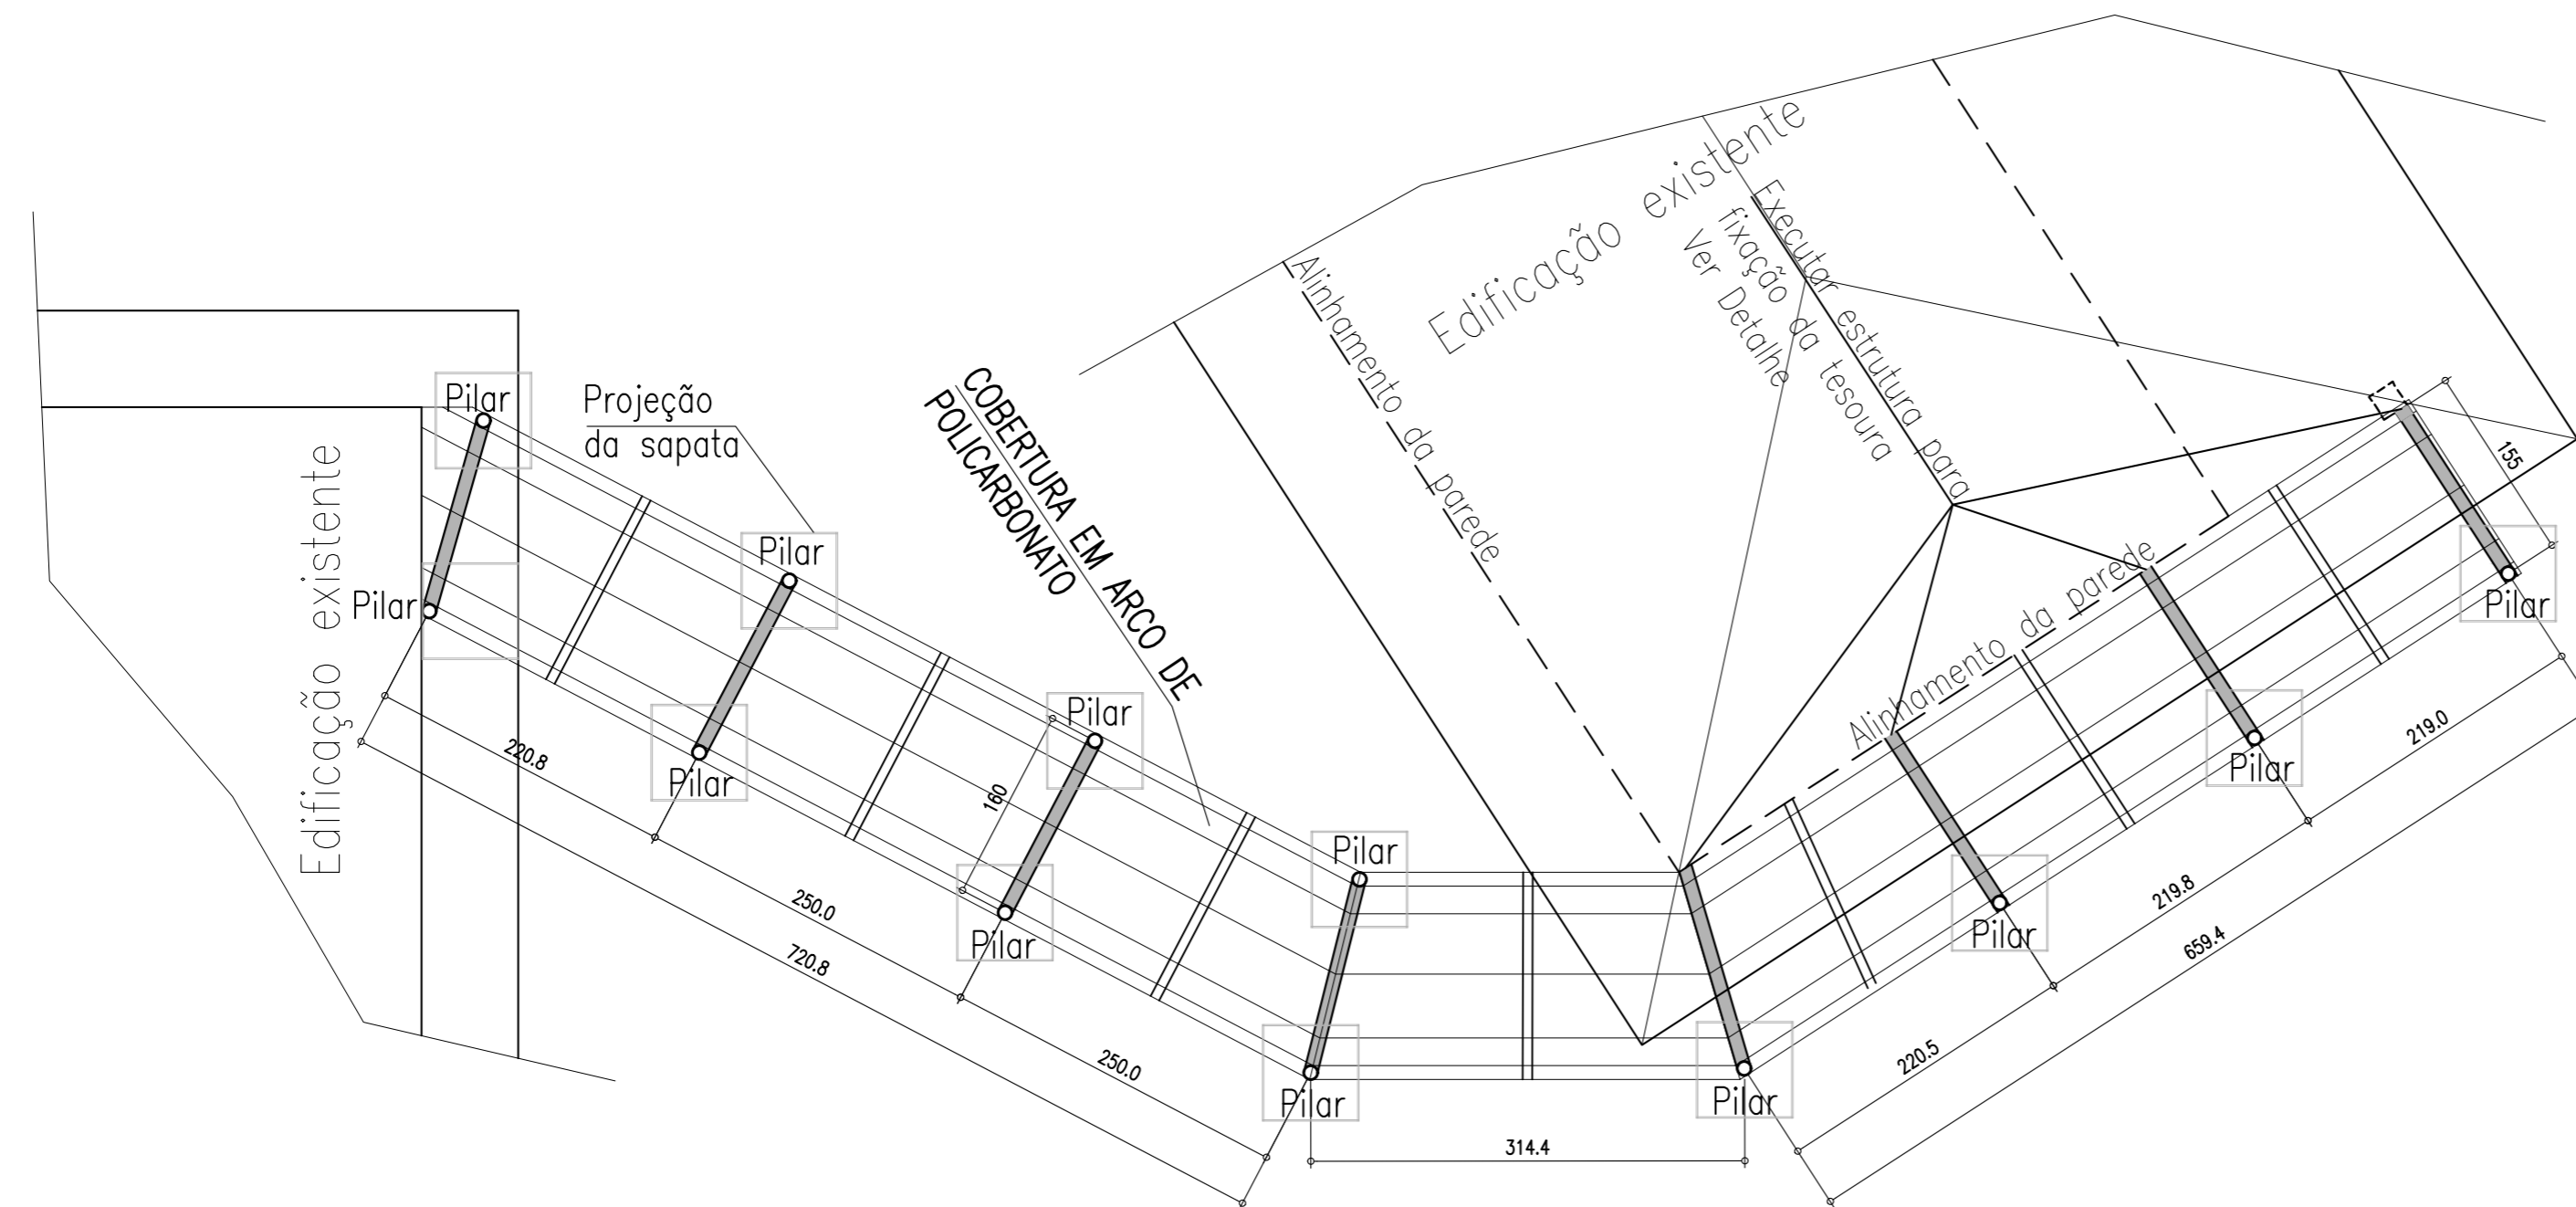 Edificação existente
Executar estrutura para
fixação da tesoura
Ver Detalhe
Alinhamento da parede
COBERTURA EM ARCO DE
POLICARBONATO
Projeção
da sapata
Pilar
Pilar
Edificação existente
Pilar
Pilar
Pilar
Pilar
Pilar
Pilar
Pilar
Pilar
Pilar
Pilar
Alinhamento da parede
155
160
220.8
250.0
250.0
720.8
314.4
220.5
219.8
219.0
659.4